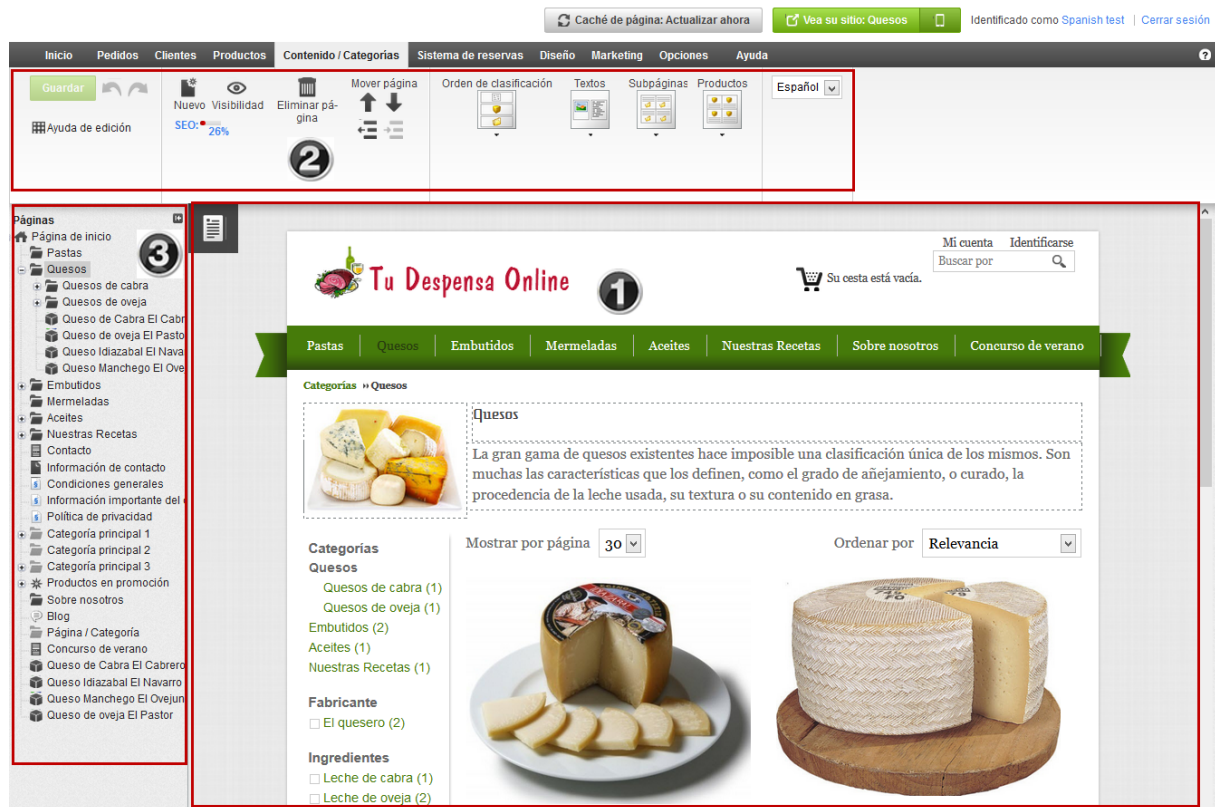 Caché de página: Actualizar ahora
Vea su sitio: Quesos
Identificado como Spanish test | Cerrar sesión
Inicio Pedidos Clientes Productos Contenido / Categorías Sistema de reservas Diseño Marketing Opciones Ayuda ?
Guardar
Ayuda de edición
Nuevo Visibilidad
SEO: 26%
Eliminar pá-
gina
Mover página
Orden de clasificación Textos Subpáginas Productos
Español
2
Páginas
Página de inicio
Pastas
Quesos
Quesos de cabra
Quesos de oveja
Queso de Cabra El Cabr
Queso de oveja El Pasto
Queso Idiazabal El Nava
Queso Manchego El Ove
Embutidos
Mermeladas
Aceites
Nuestras Recetas
Contacto
Información de contacto
Condiciones generales
Información importante del
Política de privacidad
Categoría principal 1
Categoría principal 2
Categoría principal 3
Productos en promoción
Sobre nosotros
Blog
Página / Categoría
Concurso de verano
Queso de Cabra El Cabrero
Queso Idiazabal El Navarro
Queso Manchego El Ovejun
Queso de oveja El Pastor
3
Tu Despensa Online
1
Mi cuenta Identificarse
Buscar por
Su cesta está vacía.
Pastas Quesos Embutidos Mermeladas Aceites Nuestras Recetas Sobre nosotros Concurso de verano
Categorías » Quesos
Quesos
La gran gama de quesos existentes hace imposible una clasificación única de los mismos. Son
muchas las características que los definen, como el grado de añejamiento, o curado, la
procedencia de la leche usada, su textura o su contenido en grasa.
Mostrar por página 30
Ordenar por Relevancia
Categorías
Quesos
Quesos de cabra (1)
Quesos de oveja (1)
Embutidos (2)
Aceites (1)
Nuestras Recetas (1)
Fabricante
El quesero (2)
Ingredientes
Leche de cabra (1)
Leche de oveja (2)